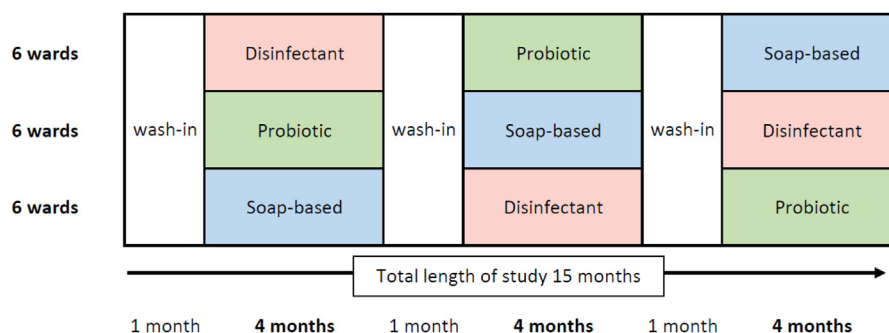 6 wards Disinfectant Probiotic Soap-based
6 wards wash-in Probiotic wash-in Soap-based wash-in Disinfectant
6 wards Soap-based Disinfectant Probiotic
Total length of study 15 months
1 month 4 months 1 month 4 months 1 month 4 months